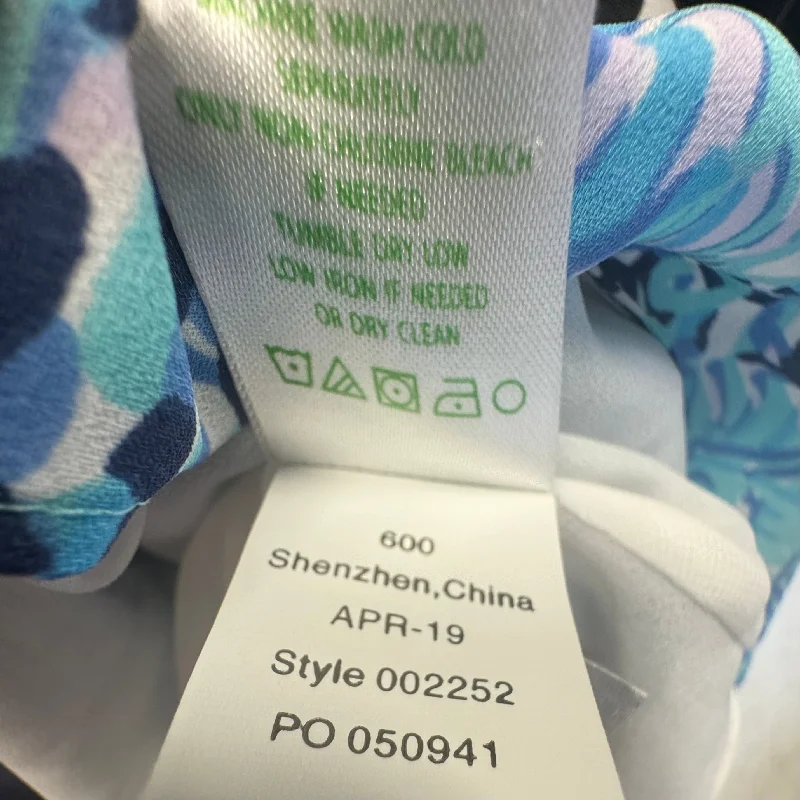 WASH COLD
SEPARATELY
ONLY NON-CHLORINE BLEACH
IF NEEDED
TUMBLE DRY LOW
LOW IRON IF NEEDED
OR DRY CLEAN
600
Shenzhen,China
APR-19
Style 002252
PO 050941